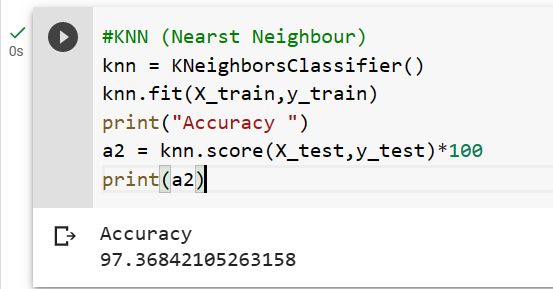 0s
#KNN (Nearst Neighbour)
knn = KNeighborsClassifier()
knn.fit(X_train,y_train)
print("Accuracy ")
a2 = knn.score(X_test,y_test)*100
print(a2)
Accuracy
97.36842105263158